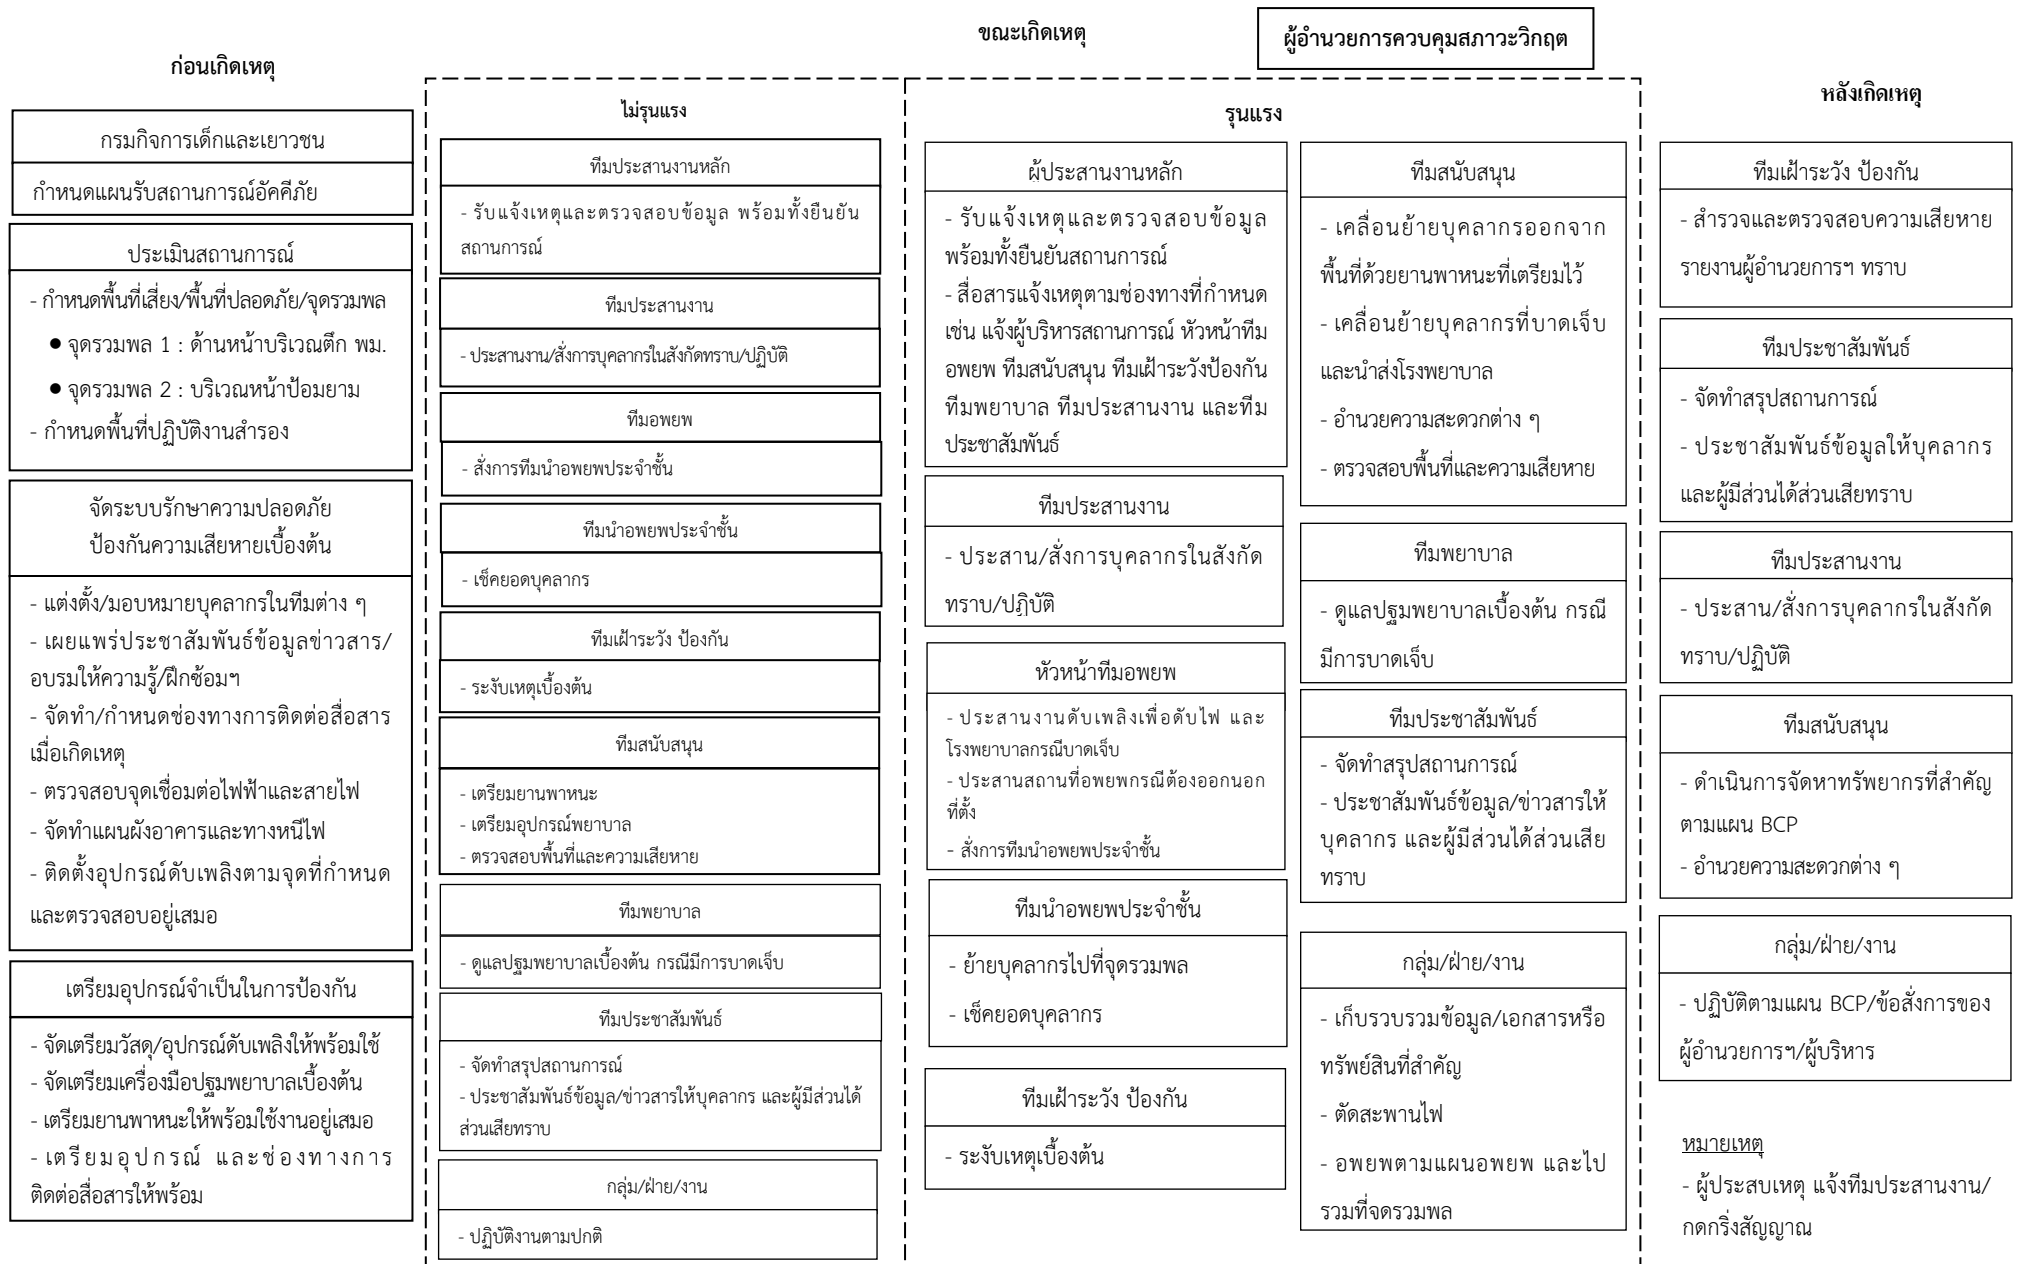 ขณะเกิดเหตุ
ผู้อำนวยการควบคุมสภาวะวิกฤต
ก่อนเกิดเหตุ
กรมกิจการเด็กและเยาวชน
กำหนดแผนรับสถานการณ์อัคคีภัย
ประเมินสถานการณ์
- กำหนดพื้นที่เสี่ยง/พื้นที่ปลอดภัย/จุดรวมพล
● จุดรวมพล 1 : ด้านหน้าบริเวณตึก พม.
● จุดรวมพล 2 : บริเวณหน้าป้อมยาม
- กำหนดพื้นที่ปฏิบัติงานสำรอง
จัดระบบรักษาความปลอดภัย
ป้องกันความเสียหายเบื้องต้น
- แต่งตั้ง/มอบหมายบุคลากรในทีมต่าง ๆ
- เผยแพร่ประชาสัมพันธ์ข้อมูลข่าวสาร/
อบรมให้ความรู้/ฝึกซ้อมฯ
- จัดทำ/กำหนดช่องทางการติดต่อสื่อสาร
เมื่อเกิดเหตุ
- ตรวจสอบจุดเชื่อมต่อไฟฟ้าและสายไฟ
- จัดทำแผนผังอาคารและทางหนีไฟ
- ติดตั้งอุปกรณ์ดับเพลิงตามจุดที่กำหนด
และตรวจสอบอยู่เสมอ
เตรียมอุปกรณ์จำเป็นในการป้องกัน
- จัดเตรียมวัสดุ/อุปกรณ์ดับเพลิงให้พร้อมใช้
- จัดเตรียมเครื่องมือปฐมพยาบาลเบื้องต้น
- เตรียมยานพาหนะให้พร้อมใช้งานอยู่เสมอ
- เตรียมอุปกรณ์ และช่องทางการ
ติดต่อสื่อสารให้พร้อม
ไม่รุนแรง
ทีมประสานงานหลัก
- รับแจ้งเหตุและตรวจสอบข้อมูล พร้อมทั้งยืนยัน
สถานการณ์
ทีมประสานงาน
- ประสานงาน/สั่งการบุคลากรในสังกัดทราบ/ปฏิบัติ
ทีมอพยพ
- สั่งการทีมนำอพยพประจำชั้น
ทีมนำอพยพประจำชั้น
- เช็คยอดบุคลากร
ทีมเฝ้าระวัง ป้องกัน
- ระงับเหตุเบื้องต้น
ทีมสนับสนุน
- เตรียมยานพาหนะ
- เตรียมอุปกรณ์พยาบาล
- ตรวจสอบพื้นที่และความเสียหาย
ทีมพยาบาล
- ดูแลปฐมพยาบาลเบื้องต้น กรณีมีการบาดเจ็บ
ทีมประชาสัมพันธ์
- จัดทำสรุปสถานการณ์
- ประชาสัมพันธ์ข้อมูล/ข่าวสารให้บุคลากร และผู้มีส่วนได้
ส่วนเสียทราบ
กลุ่ม/ฝ่าย/งาน
- ปฏิบัติงานตามปกติ
รุนแรง
ผู้ประสานงานหลัก
- รับแจ้งเหตุและตรวจสอบข้อมูล
พร้อมทั้งยืนยันสถานการณ์
- สื่อสารแจ้งเหตุตามช่องทางที่กำหนด
เช่น แจ้งผู้บริหารสถานการณ์ หัวหน้าทีม
อพยพ ทีมสนับสนุน ทีมเฝ้าระวังป้องกัน
ทีมพยาบาล ทีมประสานงาน และทีม
ประชาสัมพันธ์
ทีมประสานงาน
- ประสาน/สั่งการบุคลากรในสังกัด
ทราบ/ปฏิบัติ
หัวหน้าทีมอพยพ
- ประสานงานดับเพลิงเพื่อดับไฟ และ
โรงพยาบาลกรณีบาดเจ็บ
- ประสานสถานที่อพยพกรณีต้องออกนอก
ที่ตั้ง
- สั่งการทีมนำอพยพประจำชั้น
ทีมนำอพยพประจำชั้น
- ย้ายบุคลากรไปที่จุดรวมพล
- เช็คยอดบุคลากร
ทีมเฝ้าระวัง ป้องกัน
- ระงับเหตุเบื้องต้น
ทีมสนับสนุน
- เคลื่อนย้ายบุคลากรออกจาก
พื้นที่ด้วยยานพาหนะที่เตรียมไว้
- เคลื่อนย้ายบุคลากรที่บาดเจ็บ
และนำส่งโรงพยาบาล
- อำนวยความสะดวกต่าง ๆ
- ตรวจสอบพื้นที่และความเสียหาย
ทีมพยาบาล
- ดูแลปฐมพยาบาลเบื้องต้น กรณี
มีการบาดเจ็บ
ทีมประชาสัมพันธ์
- จัดทำสรุปสถานการณ์
- ประชาสัมพันธ์ข้อมูล/ข่าวสารให้
บุคลากร และผู้มีส่วนได้ส่วนเสีย
ทราบ
กลุ่ม/ฝ่าย/งาน
- เก็บรวบรวมข้อมูล/เอกสารหรือ
ทรัพย์สินที่สำคัญ
- ตัดสะพานไฟ
- อพยพตามแผนอพยพ และไป
รวมที่จุดรวมพล
หลังเกิดเหตุ
ทีมเฝ้าระวัง ป้องกัน
- สำรวจและตรวจสอบความเสียหาย
รายงานผู้อำนวยการฯ ทราบ
ทีมประชาสัมพันธ์
- จัดทำสรุปสถานการณ์
- ประชาสัมพันธ์ข้อมูลให้บุคลากร
และผู้มีส่วนได้ส่วนเสียทราบ
ทีมประสานงาน
- ประสาน/สั่งการบุคลากรในสังกัด
ทราบ/ปฏิบัติ
ทีมสนับสนุน
- ดำเนินการจัดหาทรัพยากรที่สำคัญ
ตามแผน BCP
- อำนวยความสะดวกต่าง ๆ
กลุ่ม/ฝ่าย/งาน
- ปฏิบัติตามแผน BCP/ข้อสั่งการของ
ผู้อำนวยการฯ/ผู้บริหาร
หมายเหตุ
- ผู้ประสบเหตุ แจ้งทีมประสานงาน/
กดกริ่งสัญญาณ